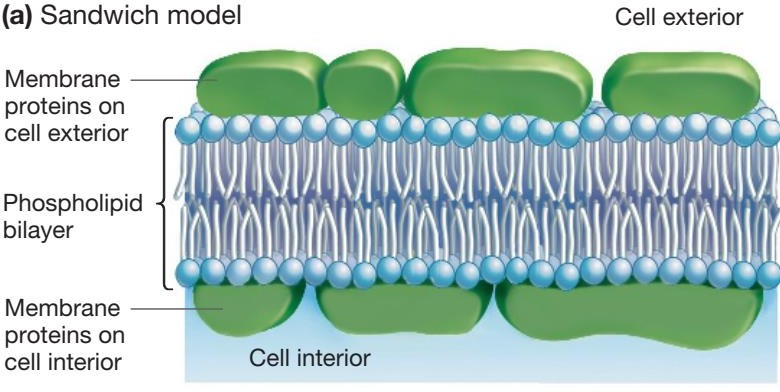 (a) Sandwich model
Cell exterior
Membrane
proteins on
cell exterior
Phospholipid
bilayer
Membrane
proteins on
cell interior
Cell interior